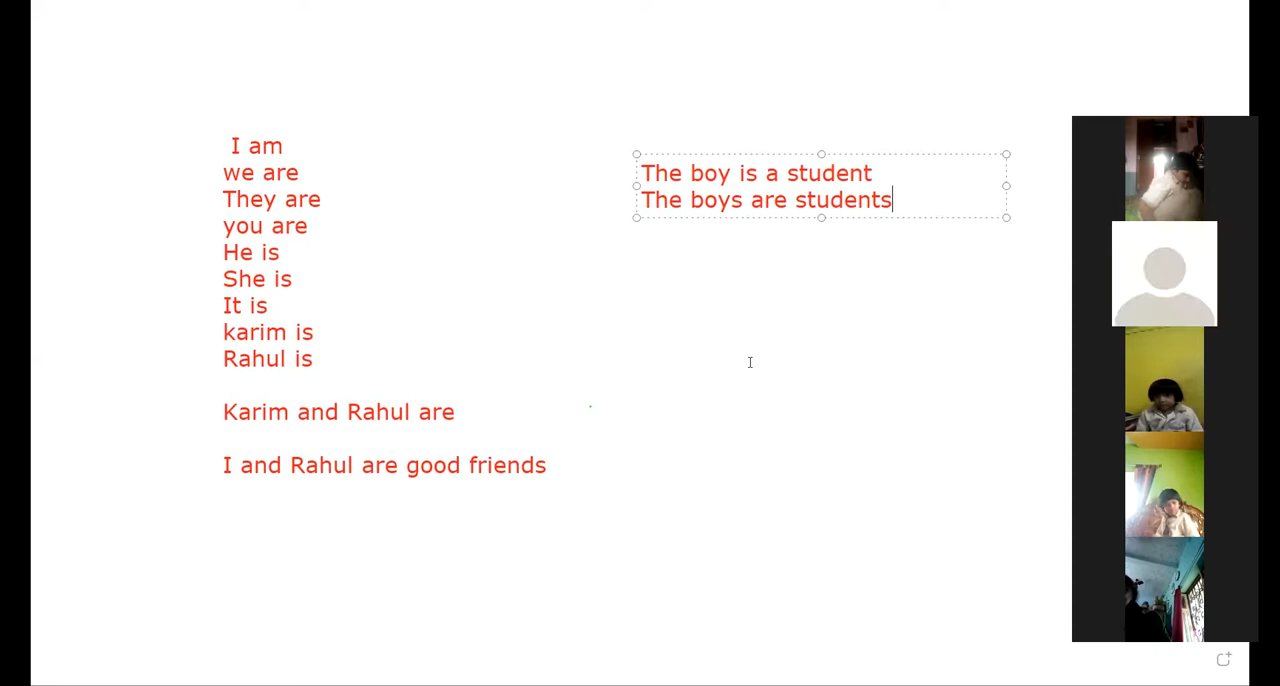 I am
we are
They are
you are
He is
She is
It is
karim is
Rahul is
Karim and Rahul are
I and Rahul are good friends
The boy is a student
The boys are students